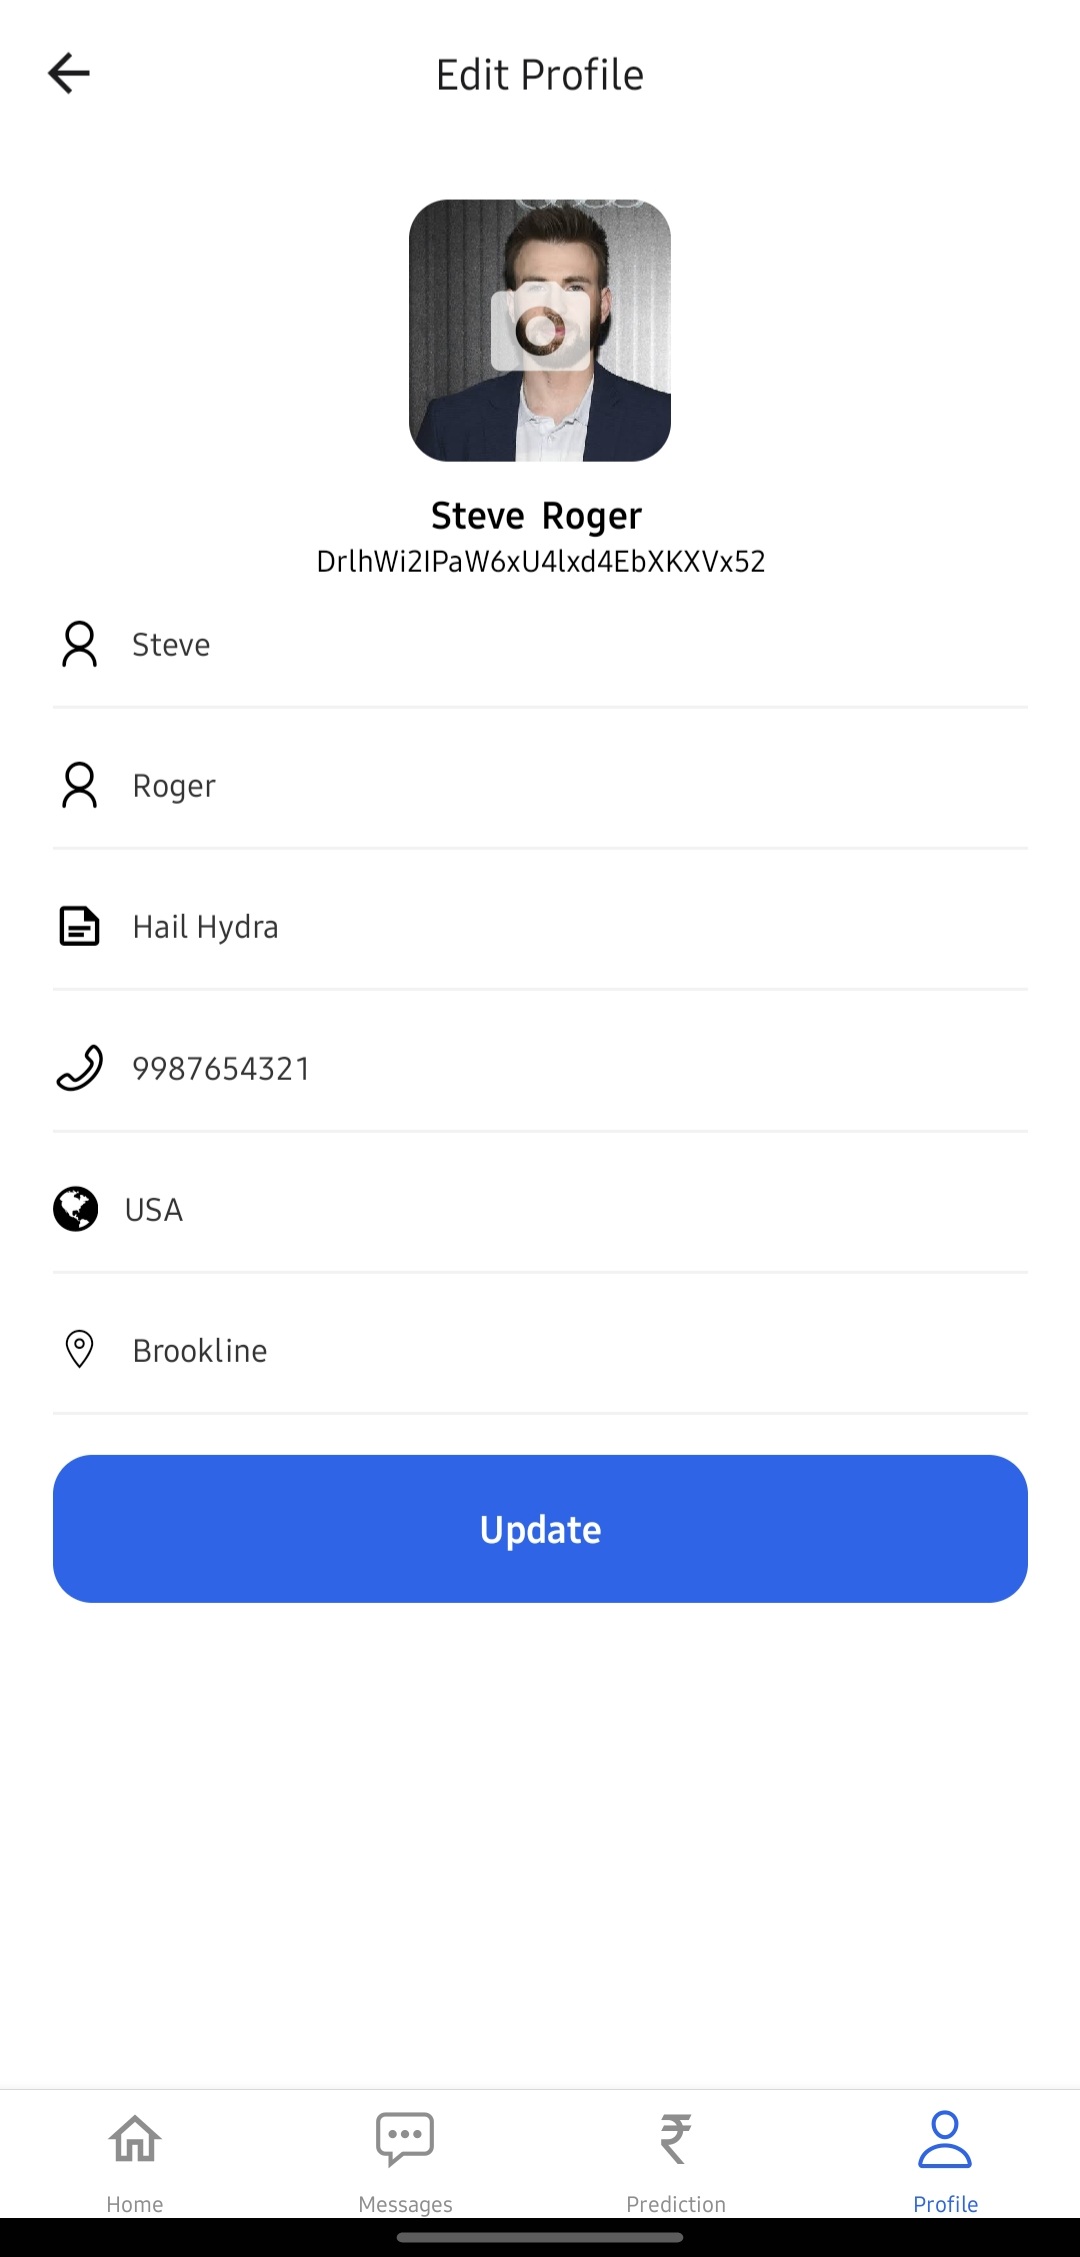 Edit Profile
Steve Roger
DrlhWi2IPaW6xU4lxd4EbXKXVx52
Steve
Roger
Hail Hydra
9987654321
USA
Brookline
Update
Home Messages Prediction Profile